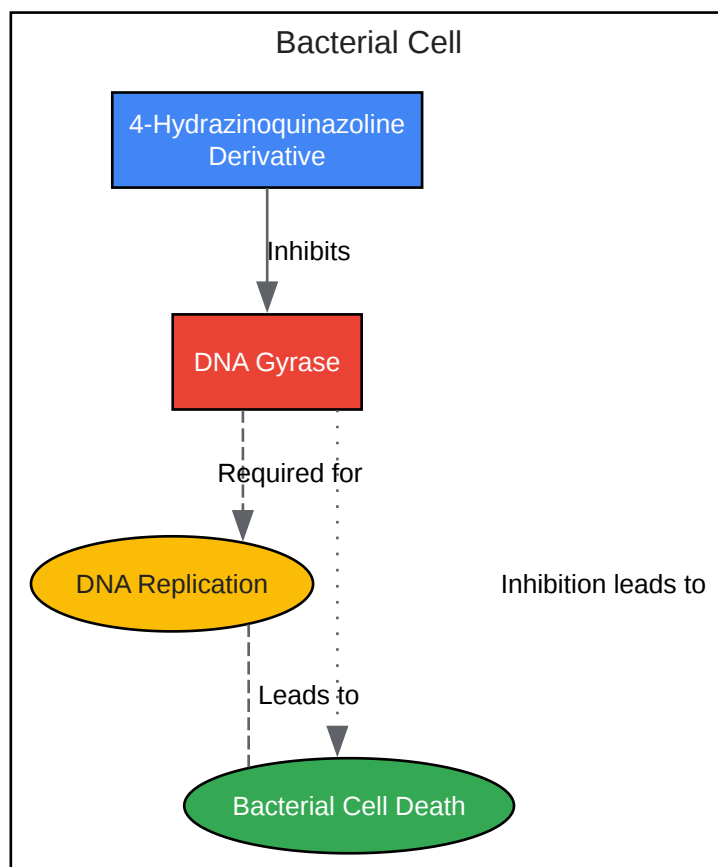 Bacterial Cell
4-Hydrazinoquinazoline
Derivative
Inhibits
DNA Gyrase
Required for
DNA Replication
Inhibition leads to
Leads to
Bacterial Cell Death